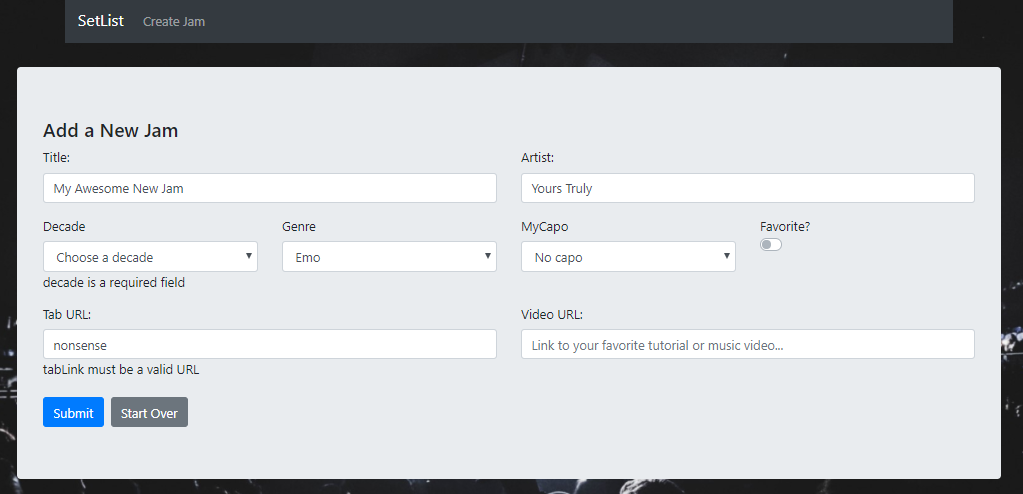 SetList Create Jam
Add a New Jam
Title: Artist:
My Awesome New Jam Yours Truly
Decade Genre MyCapo Favorite?
Choose a decade Emo No capo
decade is a required field
Tab URL: Video URL:
nonsense Link to your favorite tutorial or music video...
tabLink must be a valid URL
Submit Start Over